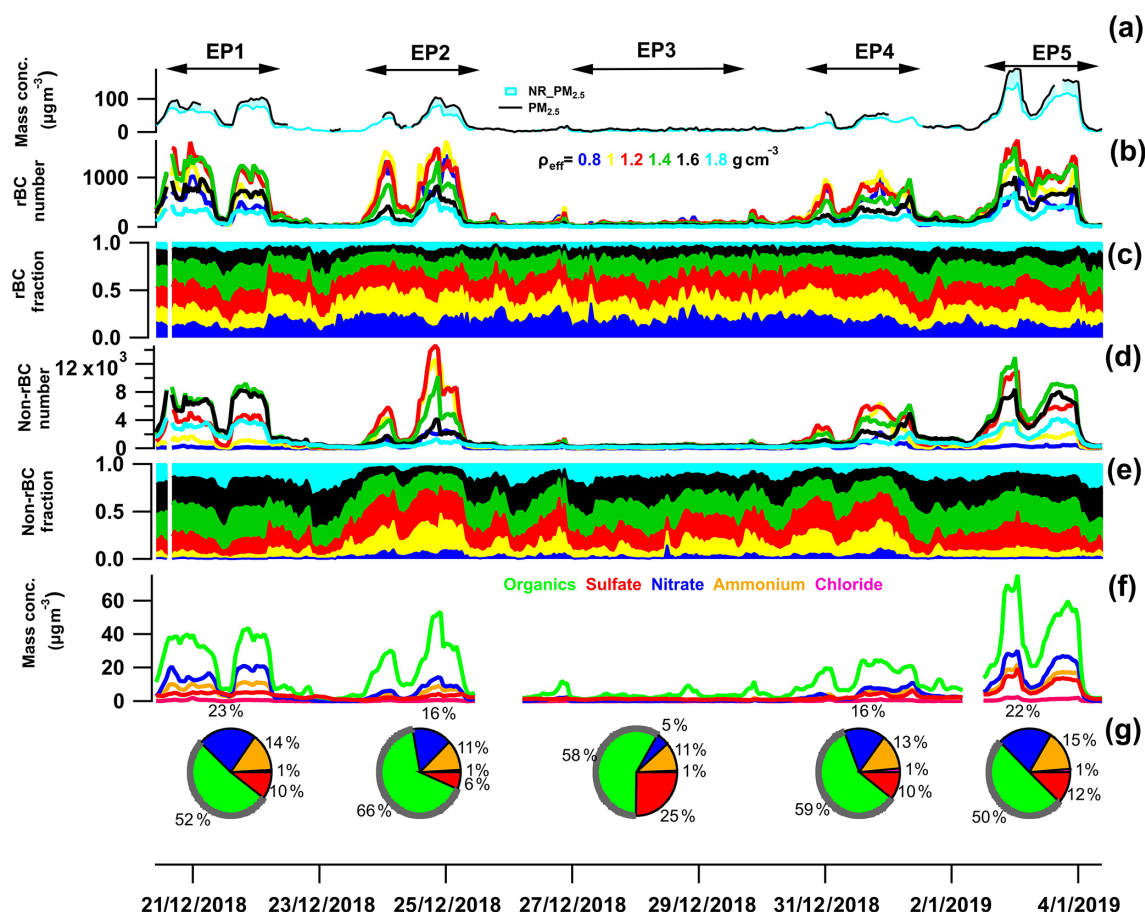 (a)
EP1 EP2 EP3 EP4 EP5
Mass conc.
(µgm⁻³)
100
0
NR_PM₂.₅
PM₂.₅
(b)
rBC
number
1000
0
ρeff= 0.8 1 1.2 1.4 1.6 1.8 g cm⁻³
(c)
rBC
fraction
1.0
0.5
0.0
(d)
Non-rBC
number
12 x10³
8
4
0
(e)
Non-rBC
fraction
1.0
0.5
0.0
(f)
Mass conc.
(µgm⁻³)
60
40
20
0
Organics Sulfate Nitrate Ammonium Chloride
(g)
23% 14% 1% 10% 52%
16% 11% 1% 6% 66%
5% 11% 1% 25% 58%
16% 13% 1% 10% 59%
22% 15% 1% 12% 50%
21/12/2018 23/12/2018 25/12/2018 27/12/2018 29/12/2018 31/12/2018 2/01/2019 4/1/2019